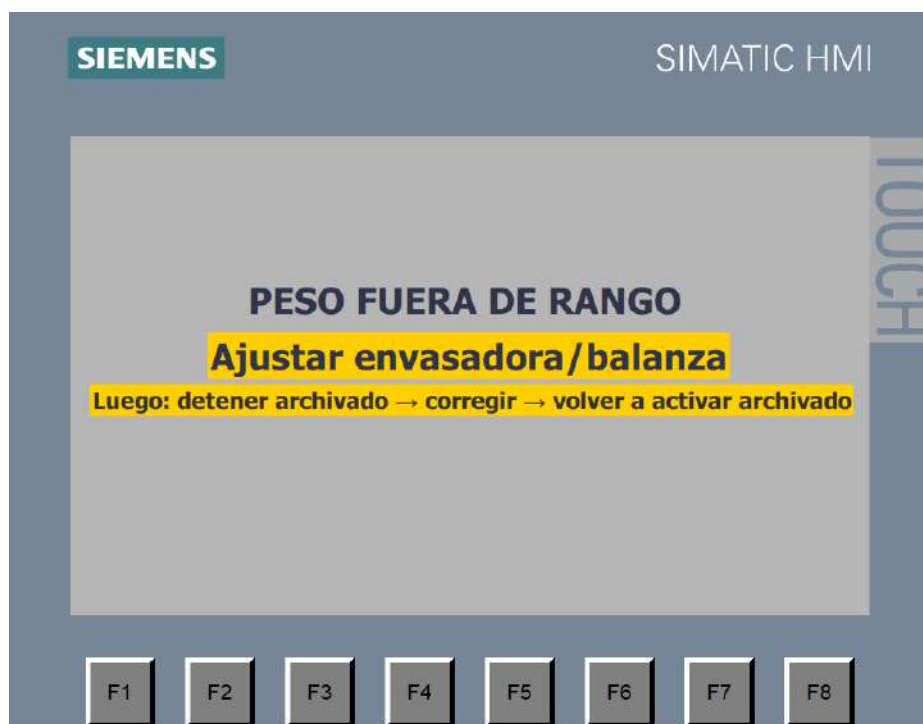 SIEMENS
SIMATIC HMI
TOUCH
PESO FUERA DE RANGO
Ajustar envasadora/balanza
Luego: detener archivado → corregir → volver a activar archivado
F1 F2 F3 F4 F5 F6 F7 F8